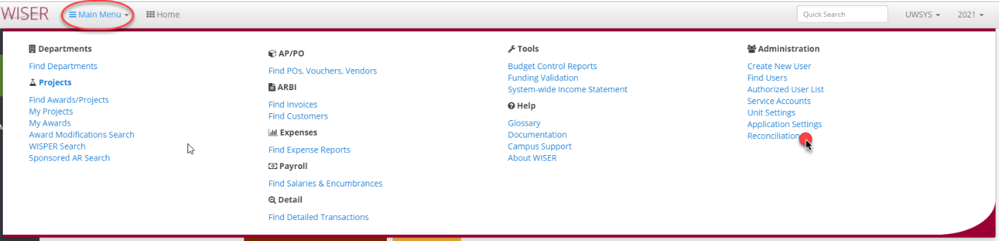 WISER Main Menu Home Quick Search UWSYS 2021
Departments
Find Departments
Projects
Find Awards/Projects
My Projects
My Awards
Award Modifications Search
WISPER Search
Sponsored AR Search
AP/PO
Find POs, Vouchers, Vendors
ARBI
Find Invoices
Find Customers
Expenses
Find Expense Reports
Payroll
Find Salaries & Encumbrances
Detail
Find Detailed Transactions
Tools
Budget Control Reports
Funding Validation
System-wide Income Statement
Help
Glossary
Documentation
Campus Support
About WISER
Administration
Create New User
Find Users
Authorized User List
Service Accounts
Unit Settings
Application Settings
Reconciliation